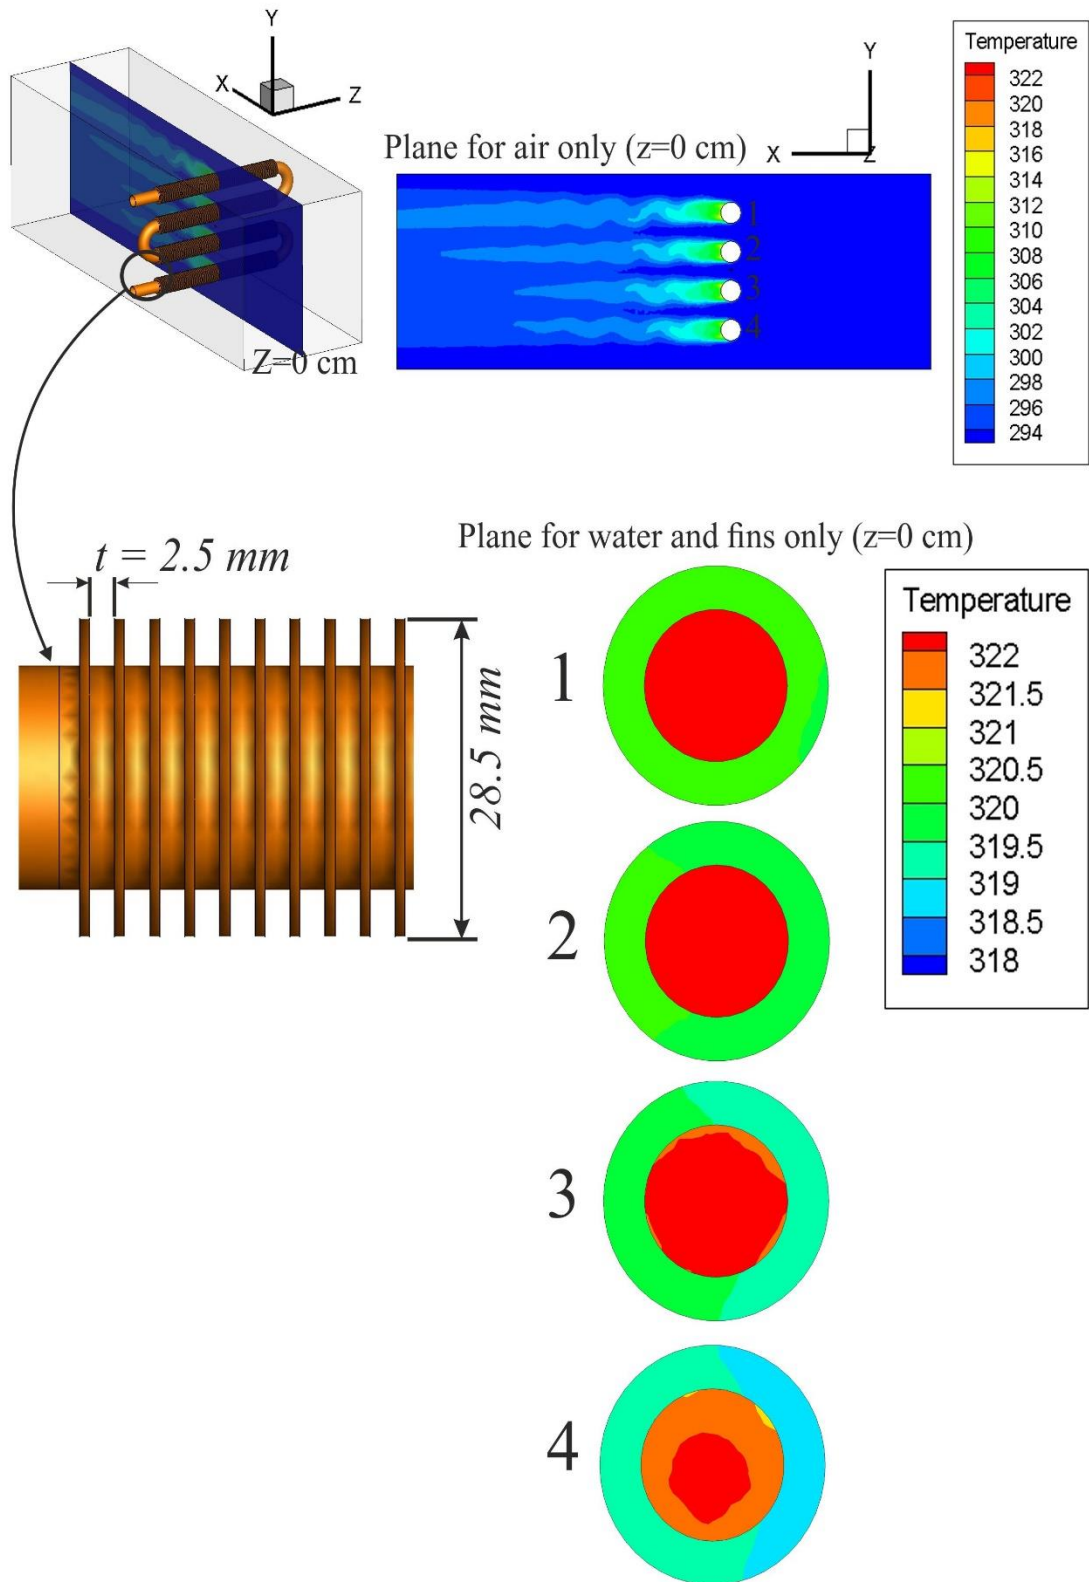 Y
X
Z
Z=0 cm
Plane for air only (z=0 cm)
Y
X
Z
1
2
3
4
Temperature
322
320
318
316
314
312
310
308
306
304
302
300
298
296
294
t = 2.5 mm
28.5 mm
Plane for water and fins only (z=0 cm)
1
2
3
4
Temperature
322
321.5
321
320.5
320
319.5
319
318.5
318